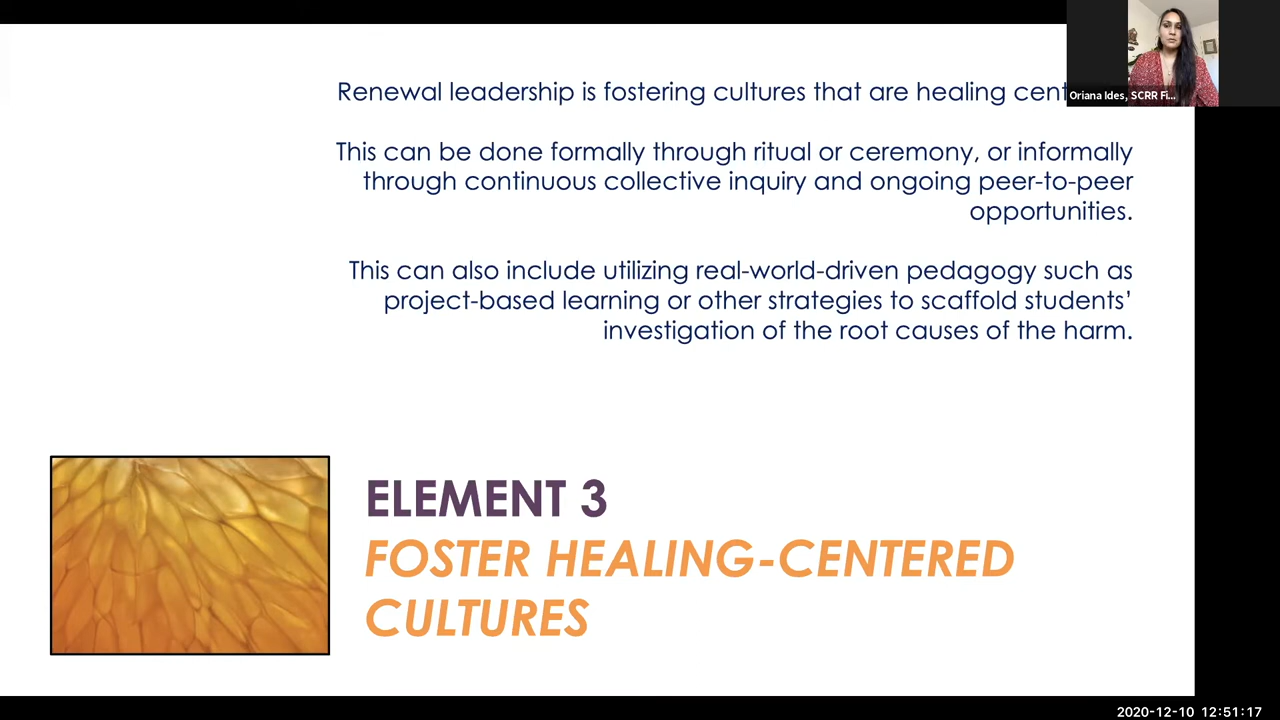 Renewal leadership is fostering cultures that are healing
This can be done formally through ritual or ceremony, or informally
through continuous collective inquiry and ongoing peer-to-peer
opportunities.
This can also include utilizing real-world-driven pedagogy such as
project-based learning or other strategies to scaffold students’
investigation of the root causes of the harm.
ELEMENT 3
FOSTER HEALING-CENTERED
CULTURES
Oriana Ides, SCRR Fi...
2020-12-10 12:51:17